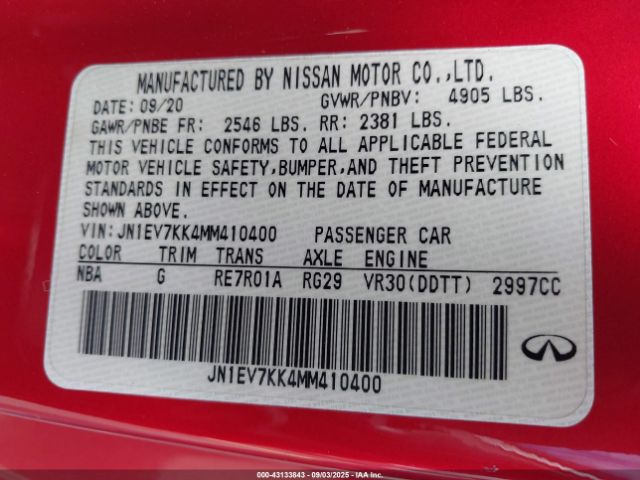 MANUFACTURED BY NISSAN MOTOR CO.,LTD.
DATE: 09/20 GVWR/PNBV: 4905 LBS.
GAWR/PNBE FR: 2546 LBS. RR: 2381 LBS.
THIS VEHICLE CONFORMS TO ALL APPLICABLE FEDERAL
MOTOR VEHICLE SAFETY,BUMPER,AND THEFT PREVENTION
STANDARDS IN EFFECT ON THE DATE OF MANUFACTURE
SHOWN ABOVE.
VIN:JN1EV7KK4MM410400 PASSENGER CAR
COLOR TRIM TRANS AXLE ENGINE
NBA G RE7R01A RG29 VR30(DDTT) 2997CC
JN1EV7KK4MM410400
000-43133843 | 09/03/2025 | IAA Inc.